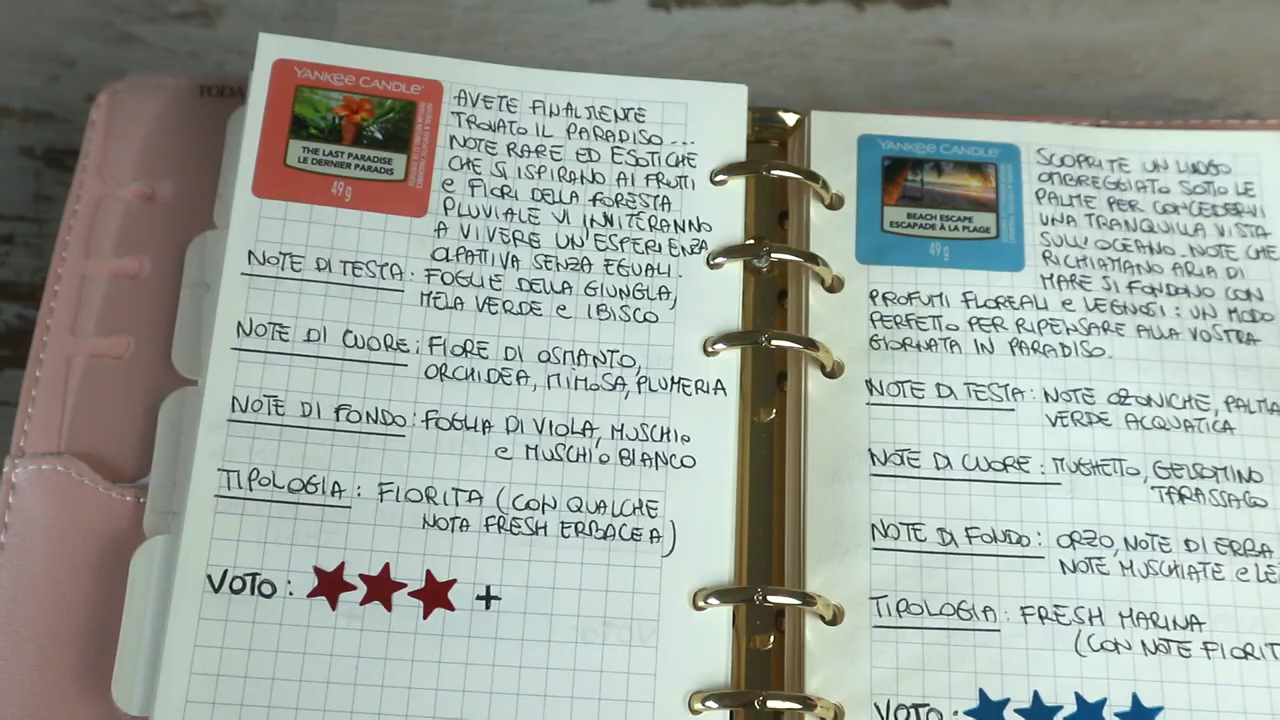 TODA
YANKEE CANDLE
THE LAST PARADISE
LE DERNIER PARADIS
49 g
AVETE FINALMENTE
TROVATO IL PARADISO...
NOTE RARE ED ESOTICHE
CHE SI ISPIRANO AI FRUTTI
e FIORI DELLA FORESTA
PLUVIALE VI INVITERANNO
A VIVERE UN'ESPERIENZA
OLFATTIVA SENZA EGUALI.
NOTE DI TESTA: FOGLIE DELLA GIUNGLA,
MELA VERDE e IBISCO
NOTE DI CUORE: FIORE DI OSMANTO,
ORCHIDEA, MIMOSA, PLUMERIA
NOTE DI FONDO: FOGLIA DI VIOLA, MUSCHIO
e MUSCHIO BIANCO
TIPOLOGIA: FIORITA (CON QUALCHE
NOTA FRESH ERBACEA)
VOTO: +
YANKEE CANDLE
BEACH ESCAPE
ESCAPADE À LA PLAGE
49 g
SCOPRITE UN LUOGO
OMBREGGIATO SOTTO LE
PALME PER CONCEDERVI
UNA TRANQUILLA VISTA
SULL'OCEANO. NOTE CHE
RICHIAMANO ARIA DI
MARE SI FONDONO CON
PROFUMI FLOREALI e LEGNOSI: UN MODO
PERFETTO PER RIPENSARE ALLA VOSTRA
GIORNATA IN PARADISO.
NOTE DI TESTA: NOTE OZONICHE, PALMA
VERDE ACQUATICA
NOTE DI CUORE: MUGHETTO, GELSOMINO
TARASSACO
NOTE DI FONDO: ORZO, NOTE DI ERBA
NOTE MUSCHIATE e LE
TIPOLOGIA: FRESH MARINA
(CON NOTE FIORIT
VOTO: